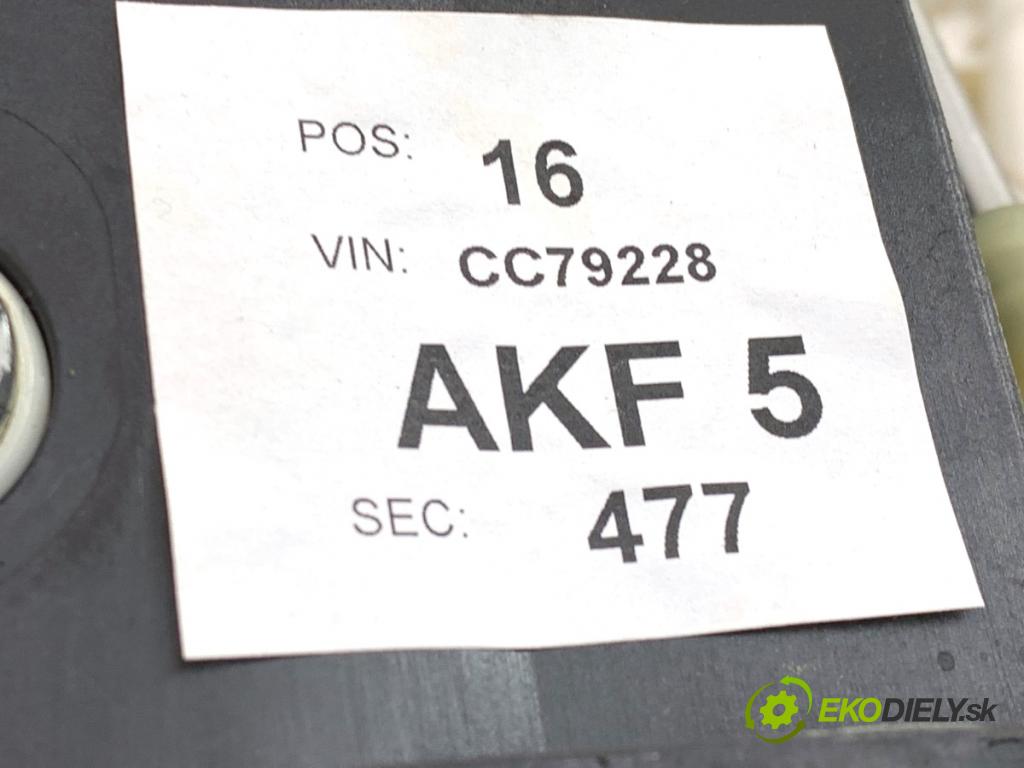 POS: 16
VIN: CC79228
AKF 5
SEC: 477
EKODIELY.sk